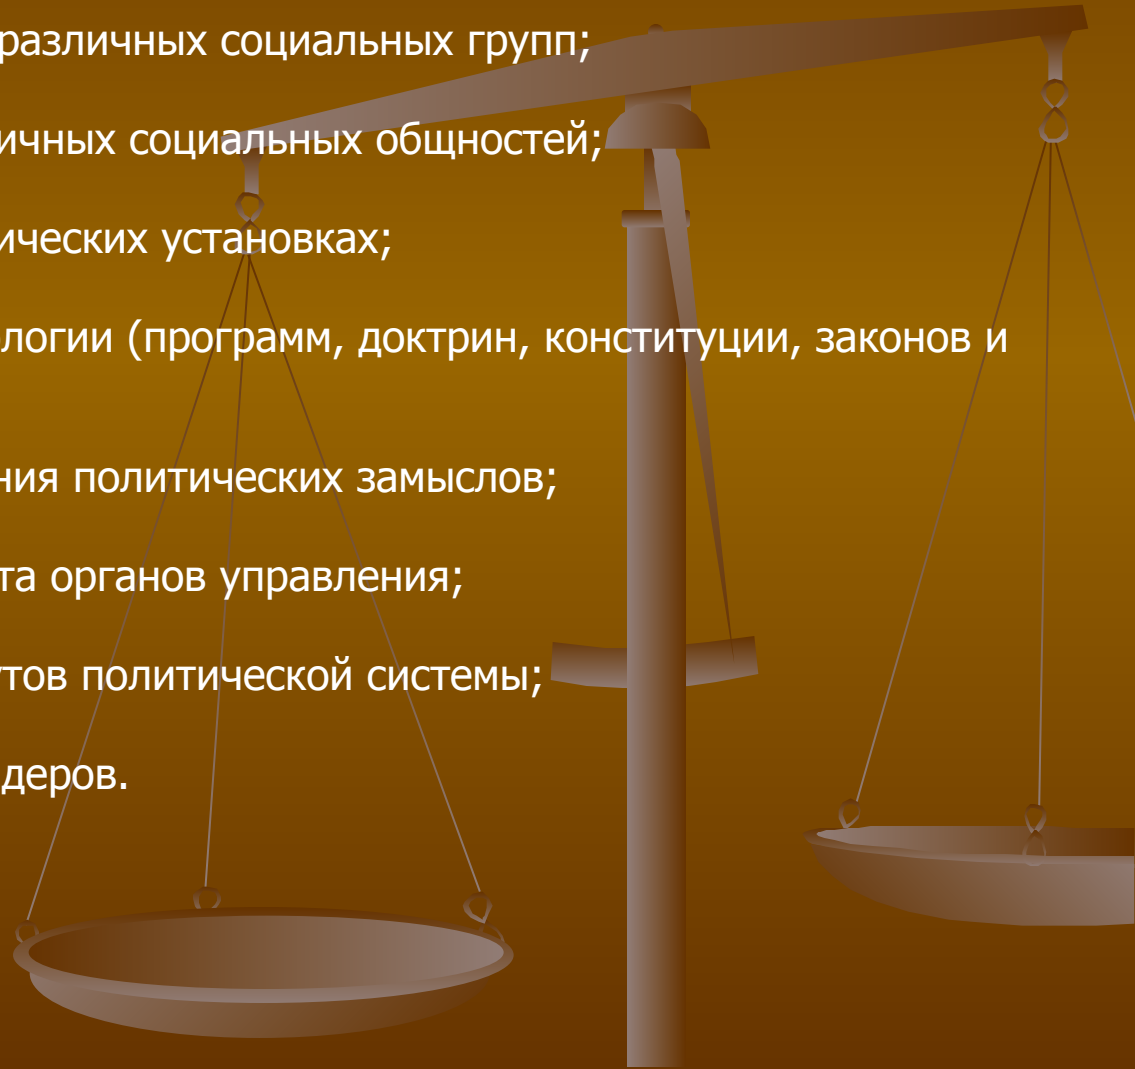 различных социальных групп;
ичных социальных общностей;
ических установках;
логии (программ, доктрин, конституции, законов и
ния политических замыслов;
та органов управления;
утов политической системы;
деров.